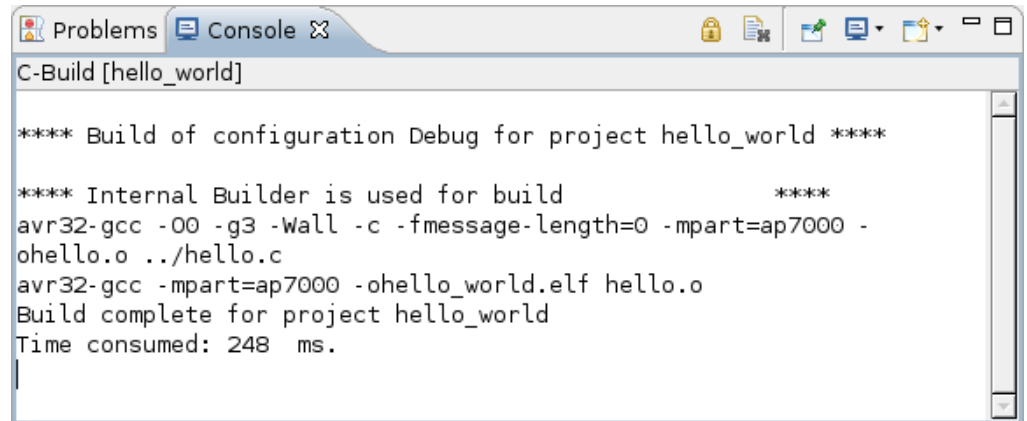 Problems Console
C-Build [hello_world]
**** Build of configuration Debug for project hello_world ****
**** Internal Builder is used for build                ****
avr32-gcc -O0 -g3 -Wall -c -fmessage-length=0 -mpart=ap7000 -
ohello.o ../hello.c
avr32-gcc -mpart=ap7000 -ohello_world.elf hello.o
Build complete for project hello_world
Time consumed: 248  ms.